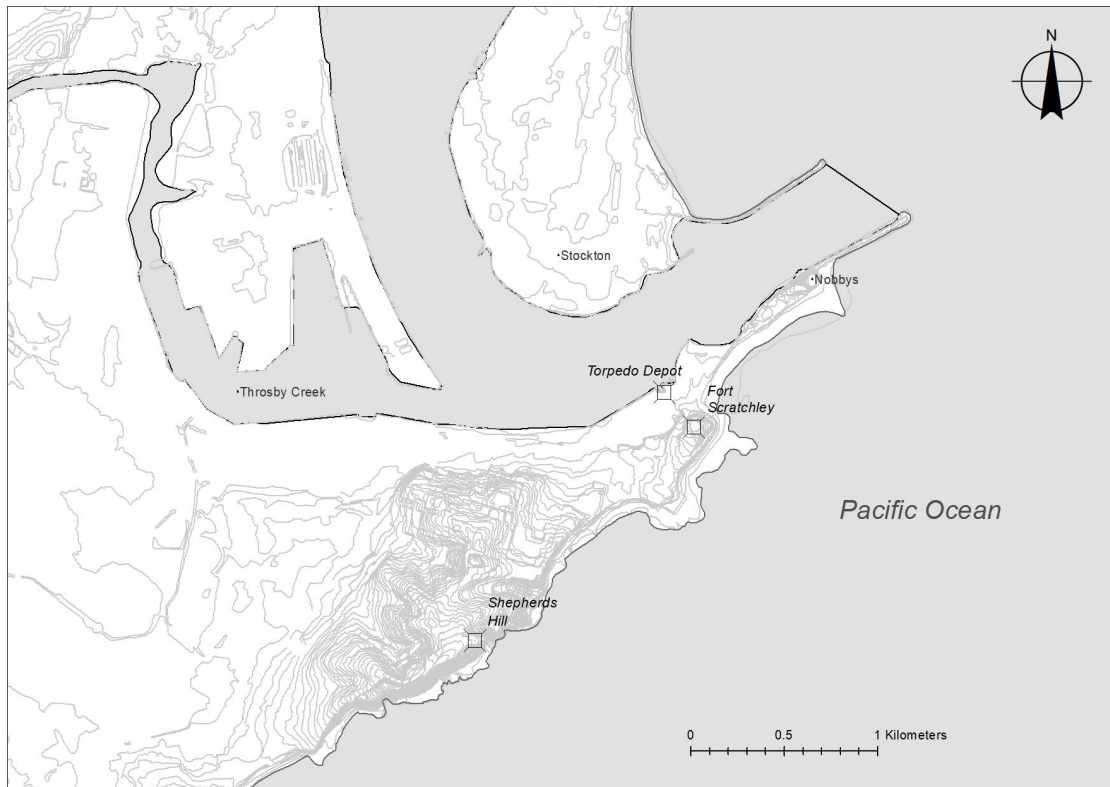 N
Stockton
Nobbys
Torpedo Depot
Throsby Creek
Fort
Scratchley
Pacific Ocean
Shepherds
Hill
0 0.5 1 Kilometers